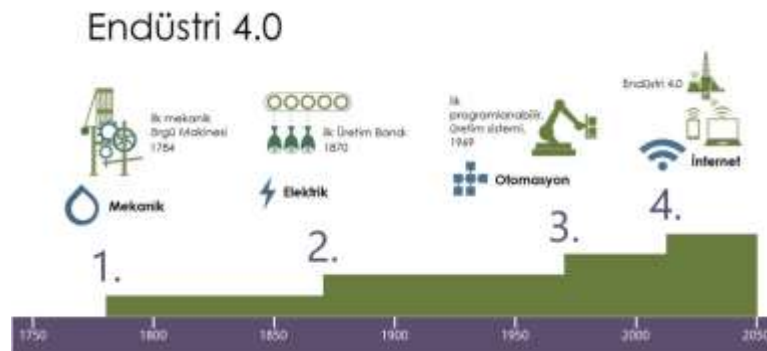 Endüstri 4.0
İlk mekanik
Örgü Makinesi
1784
Mekanik
İlk Üretim Bandı
1870
Elektrik
İlk
programlanabilir,
üretim sistemi,
1969
Otomasyon
Endüstri 4.0
İnternet
1.
2.
3.
4.
1750
1800
1850
1900
1950
2000
2050